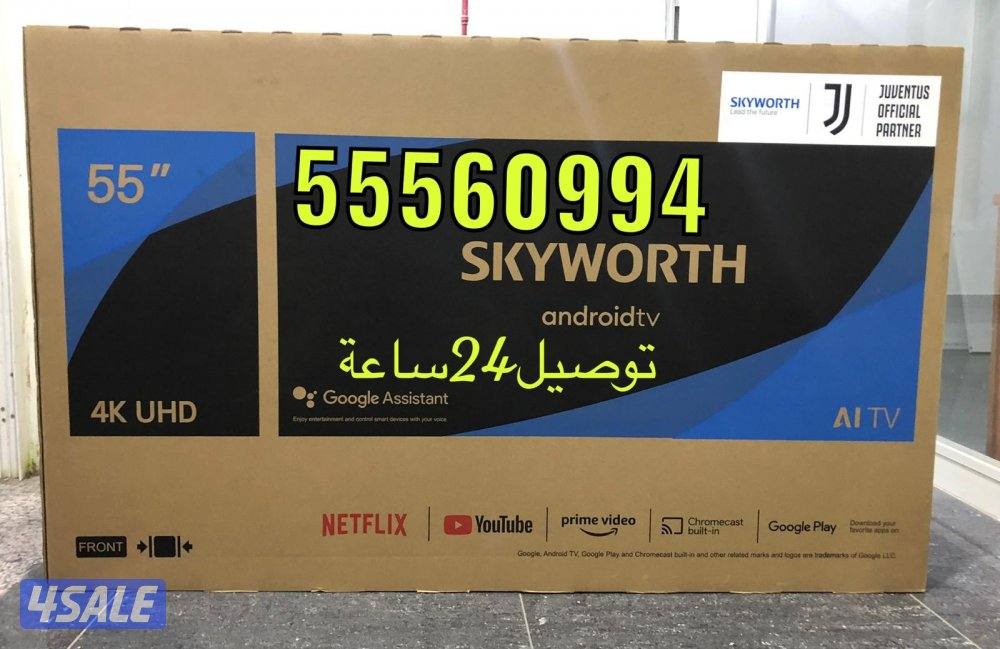 SKYWORTH
Lead the future
JUVENTUS
OFFICIAL
PARTNER
55”
55560994
SKYWORTH
androidtv
توصيل24ساعة
Google Assistant
Enjoy entertainment and control smart devices with your voice
4K UHD
AI TV
NETFLIX
YouTube
prime video
Chromecast
built-in
Google Play
Download your
favorite apps on
FRONT
Google, Android TV, Google Play and Chromecast built-in and other related marks and logos are trademarks of Google LLC.
4SALE